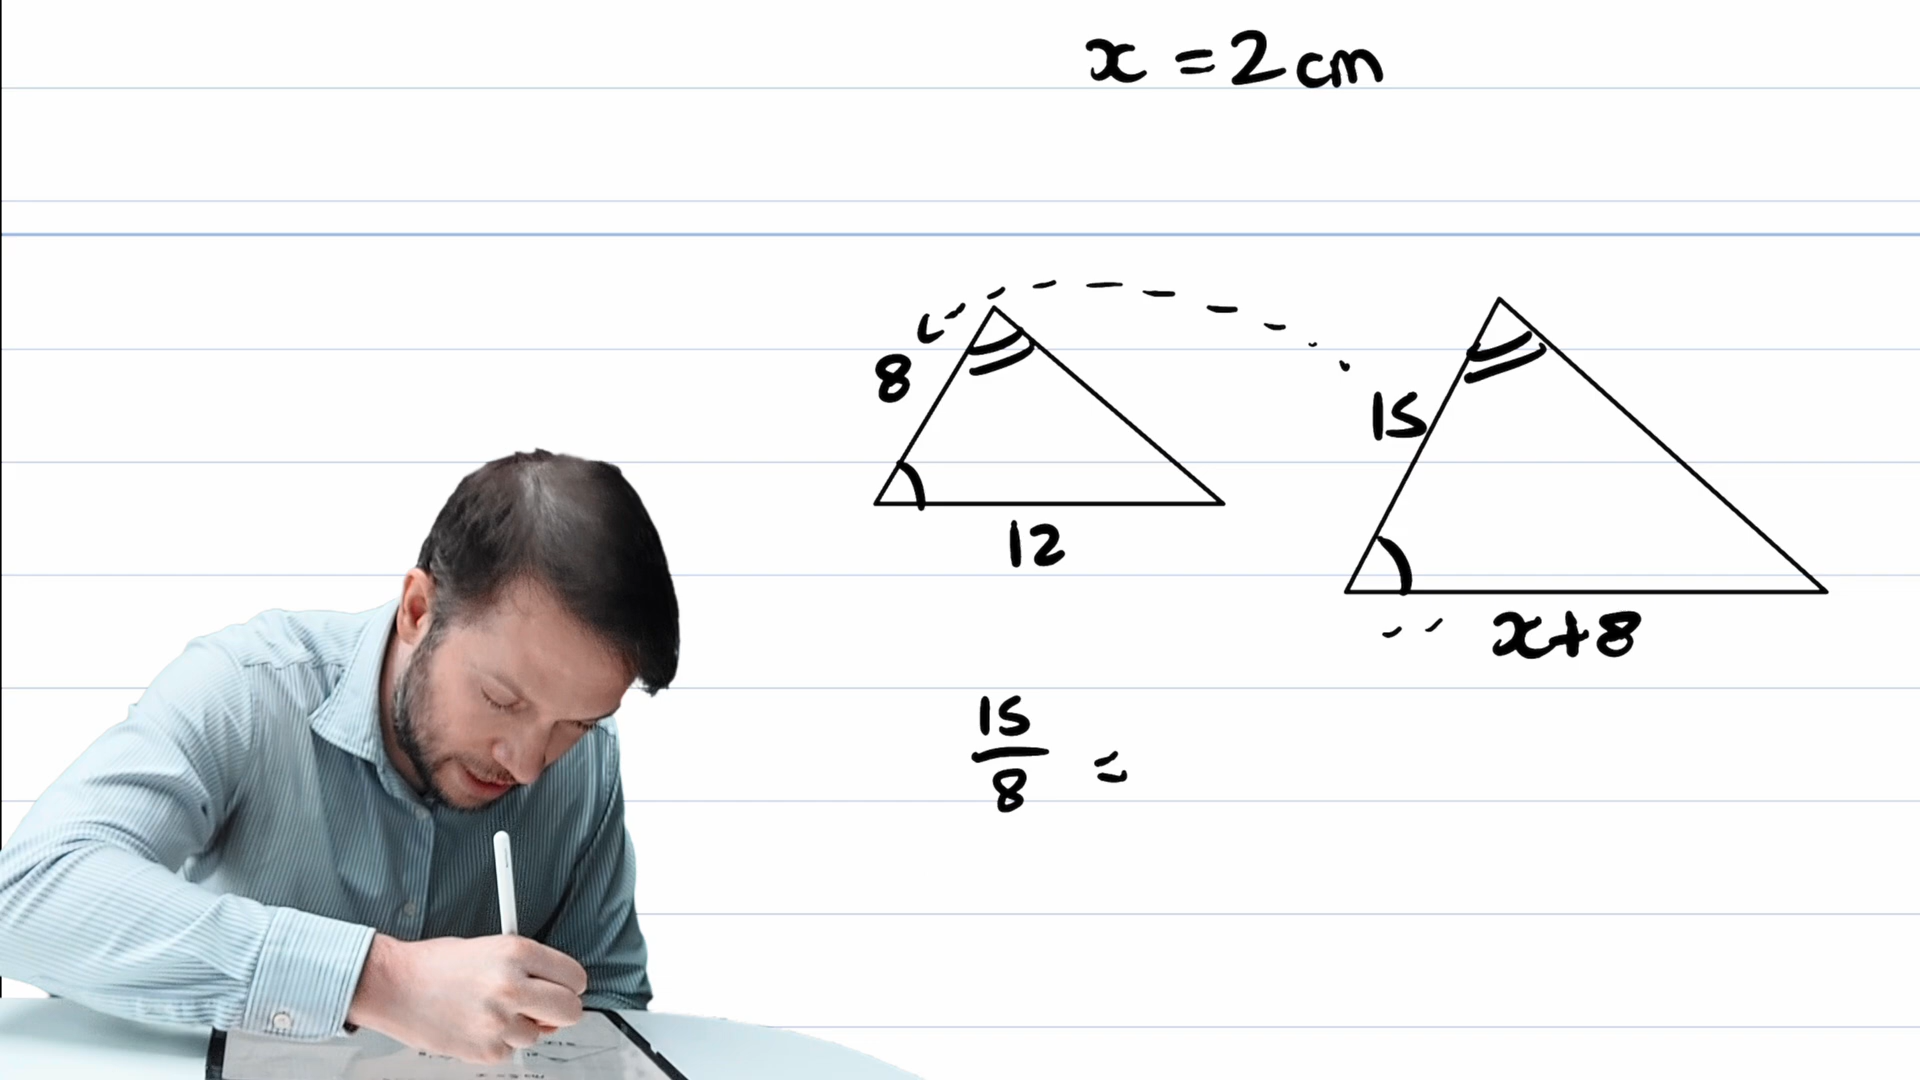 x = 2 cm
8
15
12
x+8
15
8 =